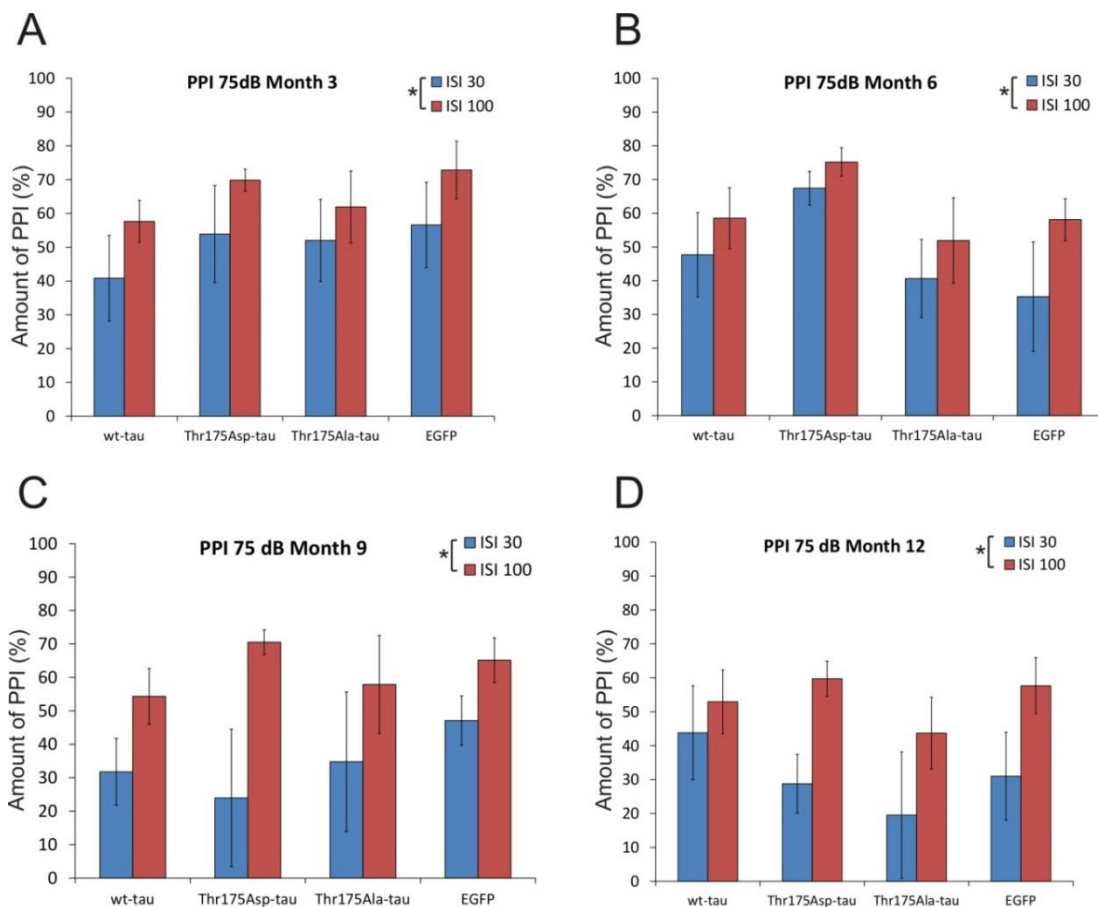 A
PPI 75dB Month 3
* ISI 30
ISI 100
Amount of PPI (%)
100
90
80
70
60
50
40
30
20
10
0
wt-tau Thr175Asp-tau Thr175Ala-tau EGFP
B
PPI 75dB Month 6
* ISI 30
ISI 100
Amount of PPI (%)
100
90
80
70
60
50
40
30
20
10
0
wt-tau Thr175Asp-tau Thr175Ala-tau EGFP
C
PPI 75 dB Month 9
* ISI 30
ISI 100
Amount of PPI (%)
100
90
80
70
60
50
40
30
20
10
0
wt-tau Thr175Asp-tau Thr175Ala-tau EGFP
D
PPI 75 dB Month 12
* ISI 30
ISI 100
Amount of PPI (%)
100
90
80
70
60
50
40
30
20
10
0
wt-tau Thr175Asp-tau Thr175Ala-tau EGFP